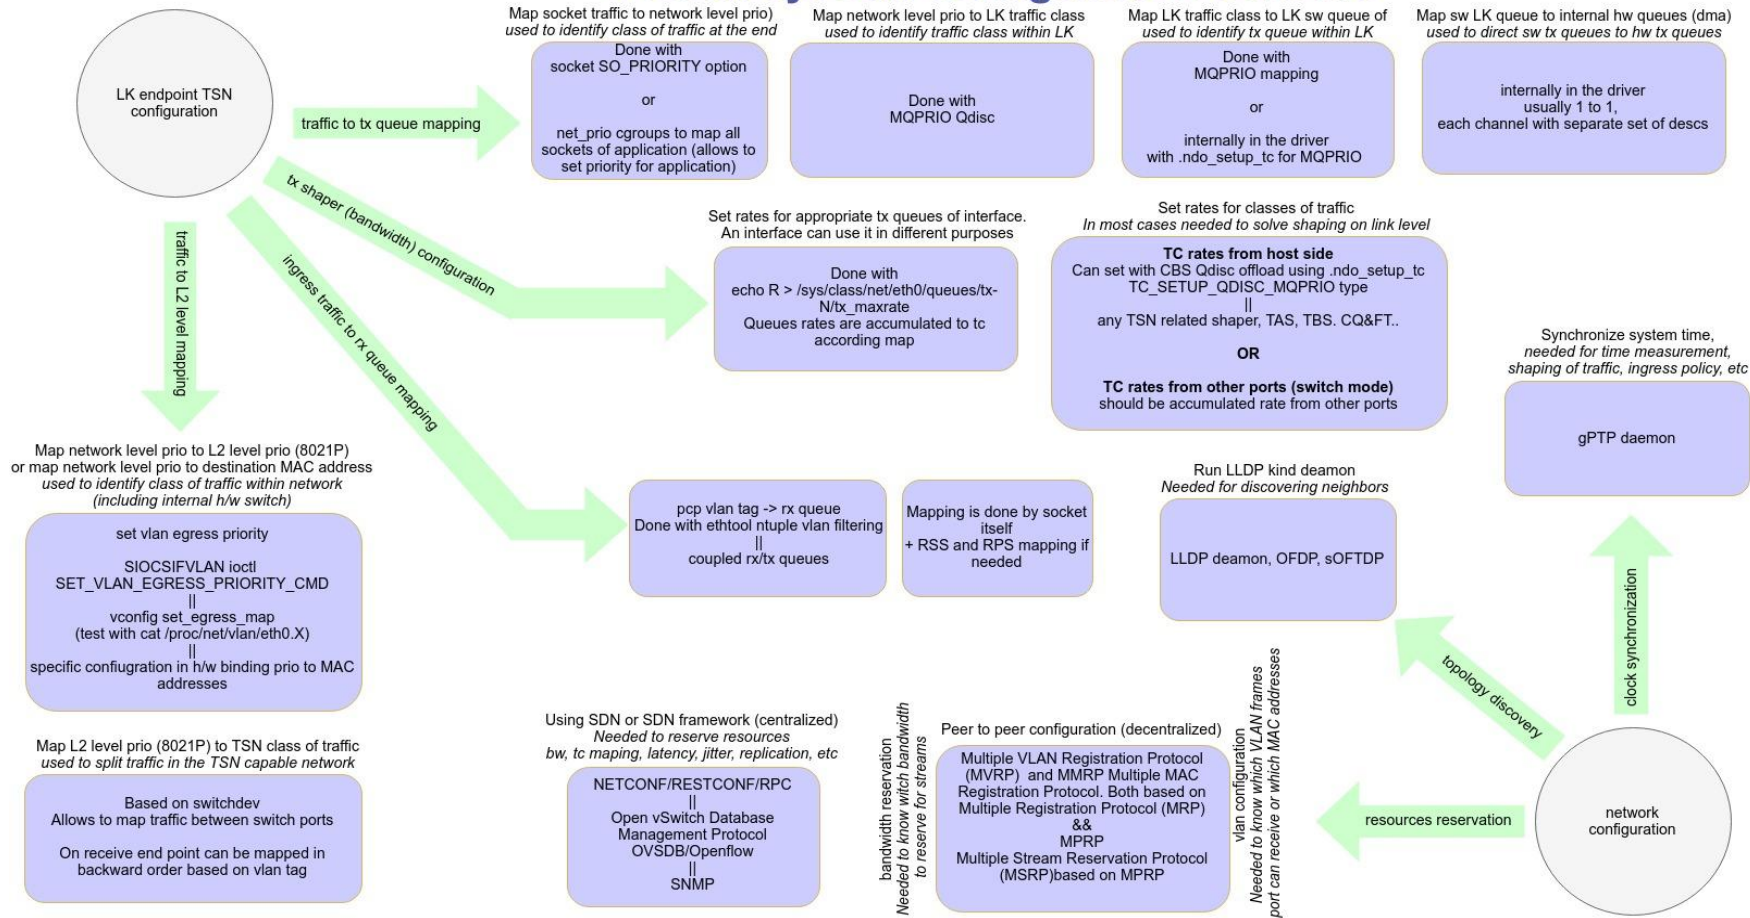 Map socket traffic to network level prio)
used to identify class of traffic at the end
Done with
socket SO_PRIORITY option
or
net_prio cgroups to map all
sockets of application (allows to
set priority for application)
Map network level prio to LK traffic class
used to identify traffic class within LK
Done with
MQPRIO Qdisc
Map LK traffic class to LK sw queue of
used to identify tx queue within LK
Done with
MQPRIO mapping
or
internally in the driver
with .ndo_setup_tc for MQPRIO
Map sw LK queue to internal hw queues (dma)
used to direct sw tx queues to hw tx queues
internally in the driver
usually 1 to 1,
each channel with separate set of descs
LK endpoint TSN
configuration
traffic to tx queue mapping
tx shaper (bandwidth) configuration
ingress traffic to rx queue mapping
traffic to L2 level mapping
Set rates for appropriate tx queues of interface.
An interface can use it in different purposes
Done with
echo R > /sys/class/net/eth0/queues/tx-
N/tx_maxrate
Queues rates are accumulated to tc
according map
Set rates for classes of traffic
In most cases needed to solve shaping on link level
TC rates from host side
Can set with CBS Qdisc offload using .ndo_setup_tc
TC_SETUP_QDISC_MQPRIO type
||
any TSN related shaper, TAS, TBS. CQ&FT..
OR
TC rates from other ports (switch mode)
should be accumulated rate from other ports
Synchronize system time,
needed for time measurement,
shaping of traffic, ingress policy, etc
gPTP daemon
Map network level prio to L2 level prio (8021P)
or map network level prio to destination MAC address
used to identify class of traffic within network
(including internal h/w switch)
set vlan egress priority
SIOCSIFVLAN ioctl
SET_VLAN_EGRESS_PRIORITY_CMD
||
vconfig set_egress_map
(test with cat /proc/net/vlan/eth0.X)
||
specific confiugration in h/w binding prio to MAC
addresses
pcp vlan tag -> rx queue
Done with ethtool ntuple vlan filtering
||
coupled rx/tx queues
Mapping is done by socket
itself
+ RSS and RPS mapping if
needed
Run LLDP kind deamon
Needed for discovering neighbors
LLDP deamon, OFDP, sOFTDP
clock synchronization
topology discovery
resources reservation
network
configuration
Map L2 level prio (8021P) to TSN class of traffic
used to split traffic in the TSN capable network
Based on switchdev
Allows to map traffic between switch ports
On receive end point can be mapped in
backward order based on vlan tag
Using SDN or SDN framework (centralized)
Needed to reserve resources
bw, tc maping, latency, jitter, replication, etc
NETCONF/RESTCONF/RPC
||
Open vSwitch Database
Management Protocol
OVSDB/Openflow
||
SNMP
bandwidth reservation
Needed to know witch bandwidth
to reserve for streams
Peer to peer configuration (decentralized)
Multiple VLAN Registration Protocol
(MVRP) and MMRP Multiple MAC
Registration Protocol. Both based on
Multiple Registration Protocol (MRP)
&&
MPRP
Multiple Stream Reservation Protocol
(MSRP)based on MPRP
vlan configuration
Needed to know which VLAN frames
port can receive or which MAC addresses